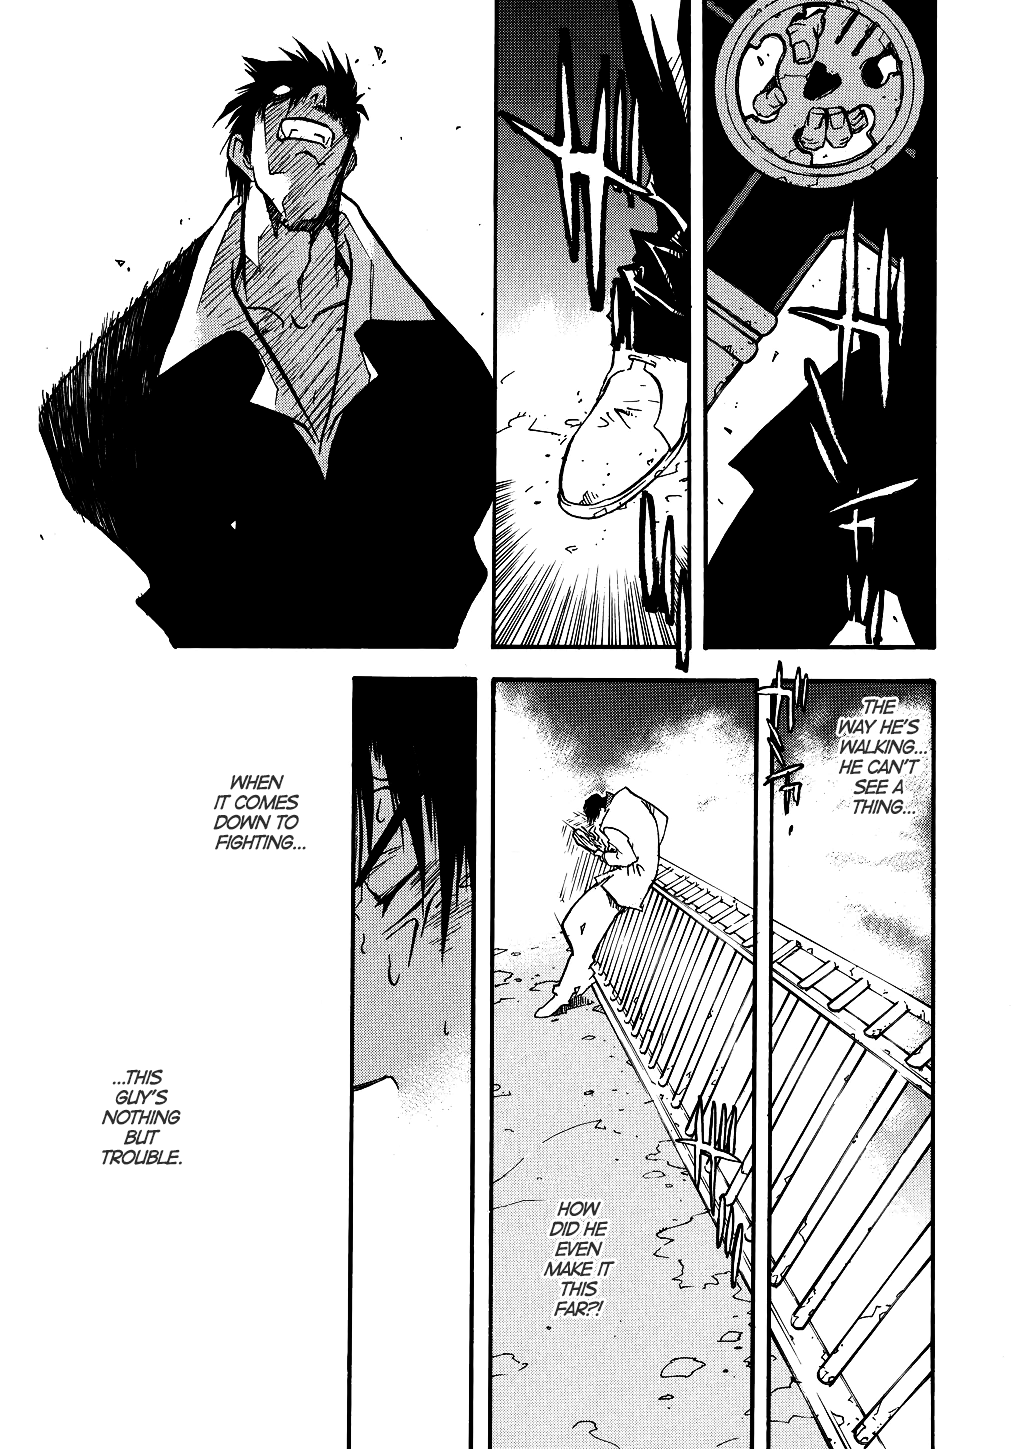 THE
WAY HE'S
WALKING...
HE CAN'T
SEE A
THING...
HOW
DID HE
EVEN
MAKE IT
THIS
FAR?!
WHEN
IT COMES
DOWN TO
FIGHTING...
...THIS
GUY'S
NOTHING
BUT
TROUBLE.